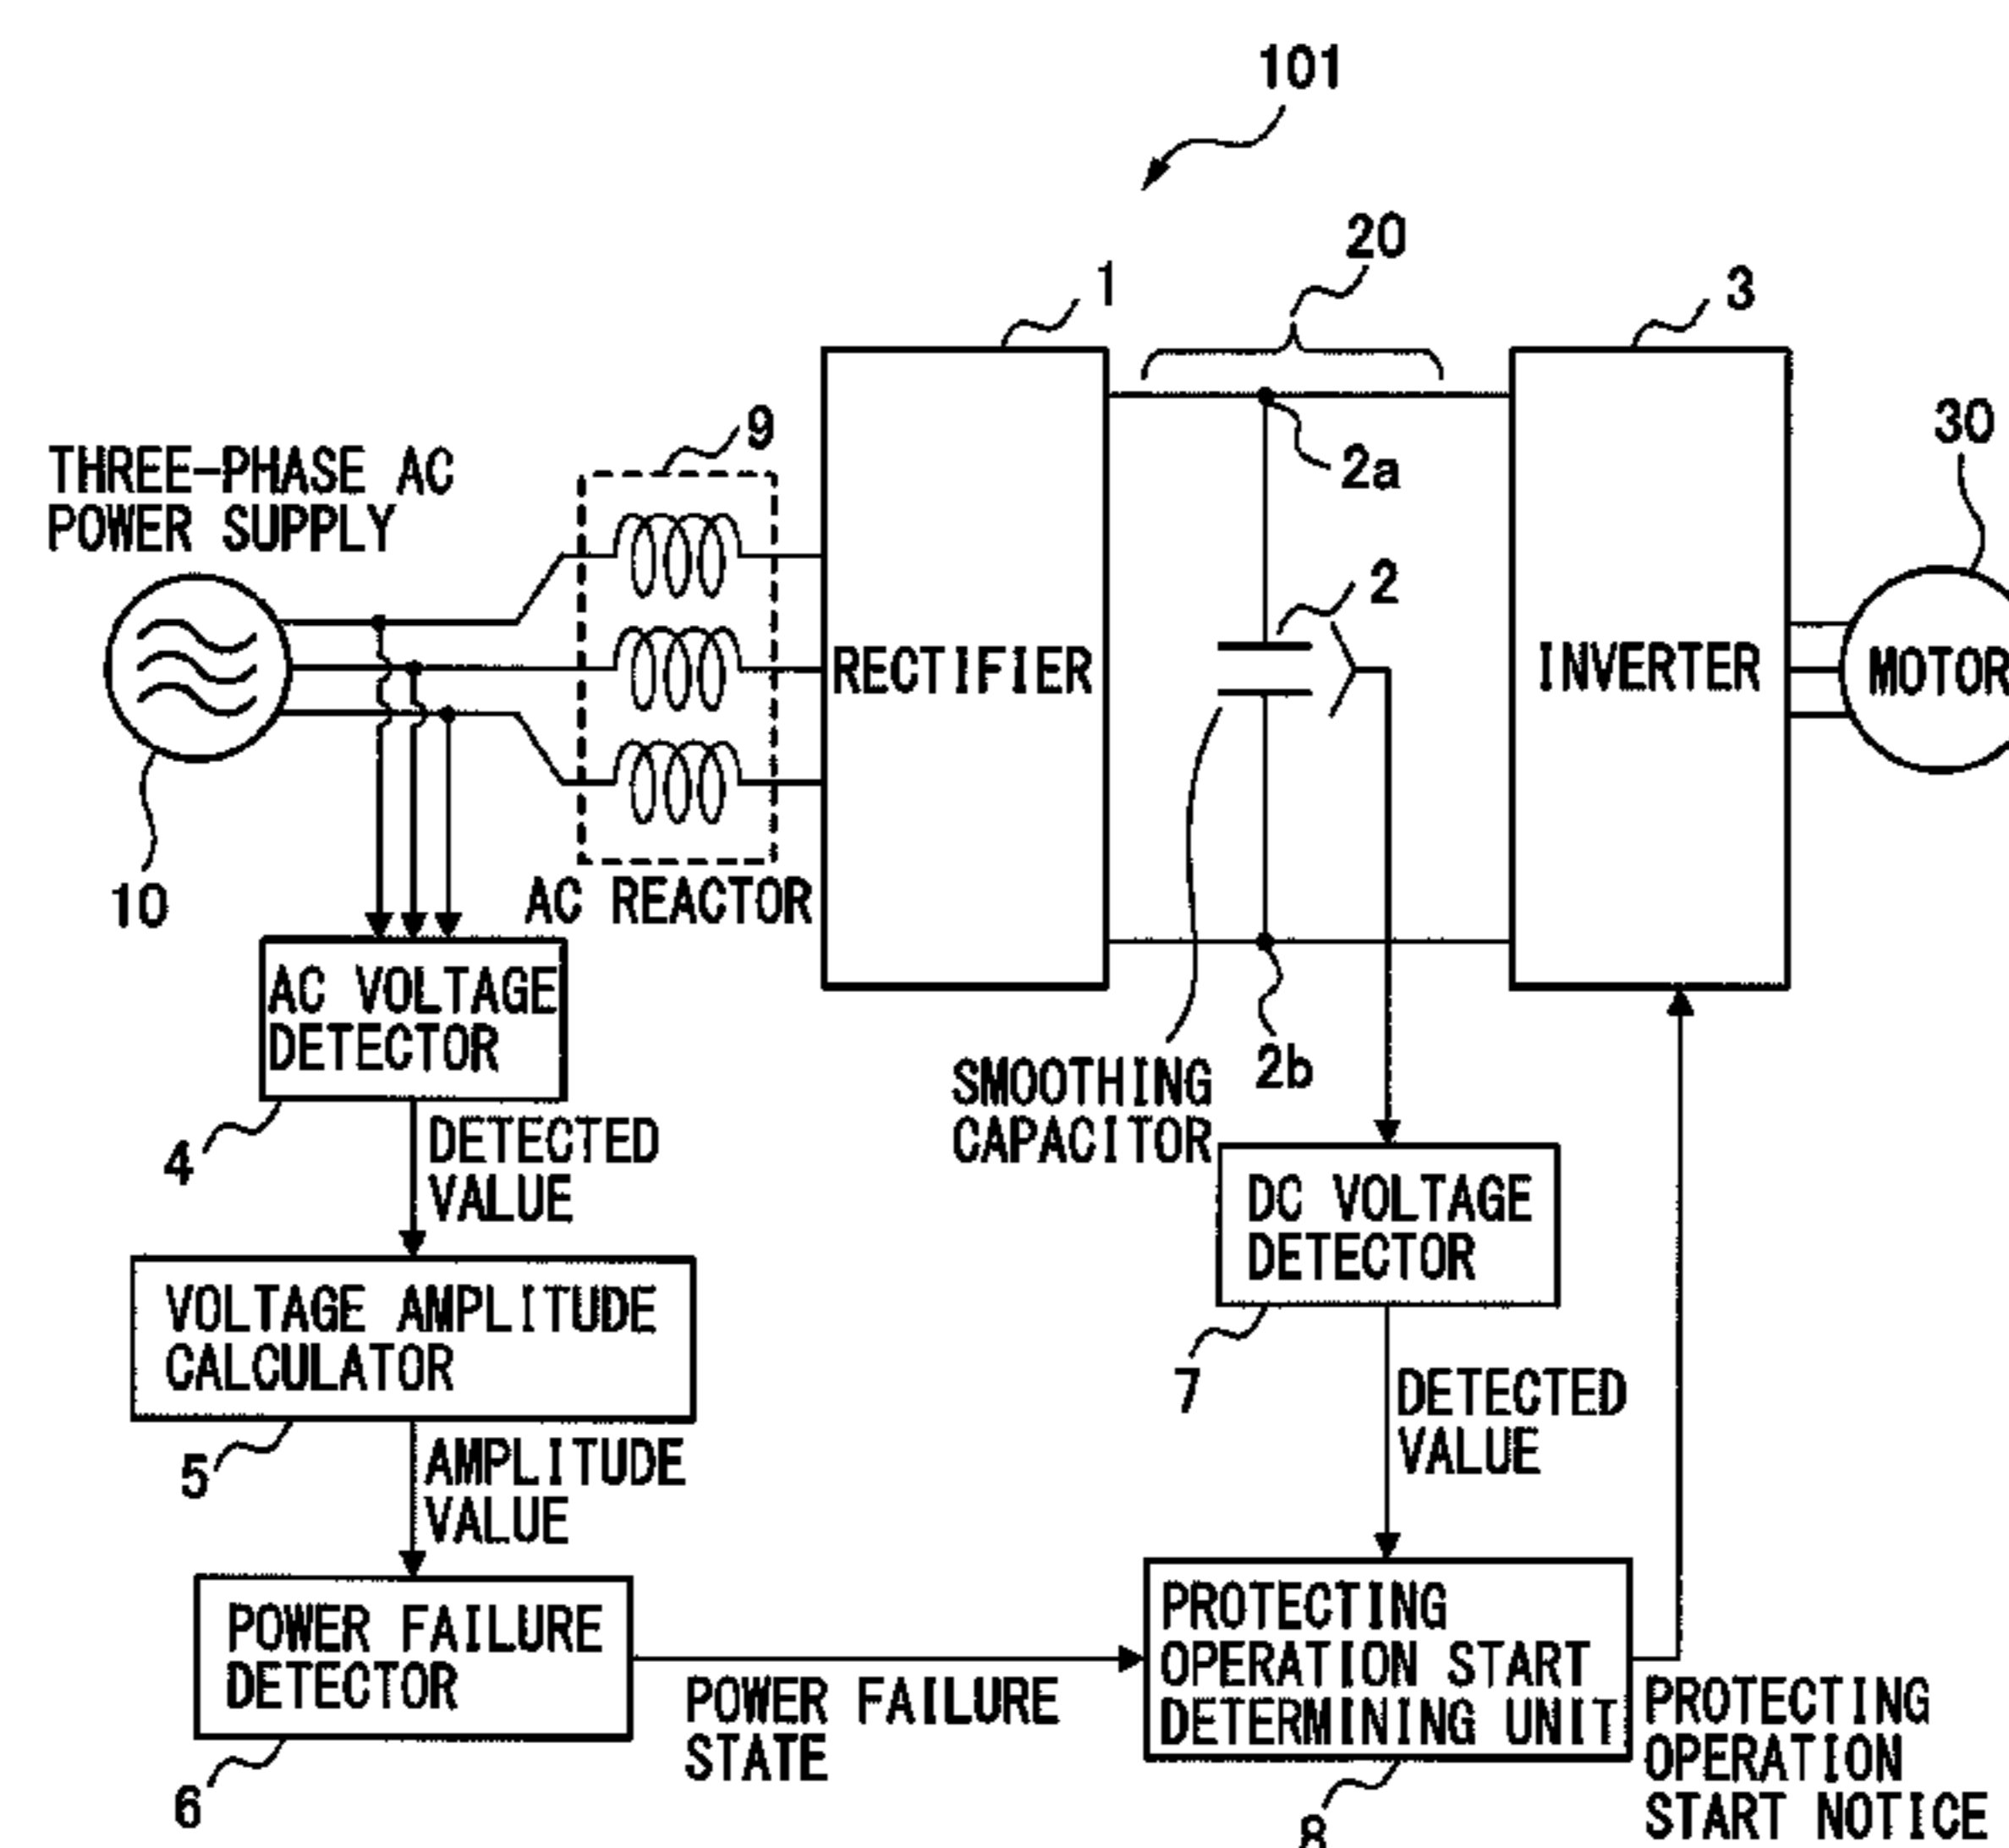 101
20
1
3
9
2a
30
THREE-PHASE AC
POWER SUPPLY
2
RECTIFIER
INVERTER
MOTOR
10
AC REACTOR
AC VOLTAGE
DETECTOR
2b
SMOOTHING
CAPACITOR
4
DETECTED
VALUE
DC VOLTAGE
DETECTOR
VOLTAGE AMPLITUDE
CALCULATOR
7
DETECTED
VALUE
5
AMPLITUDE
VALUE
POWER FAILURE
DETECTOR
PROTECTING
OPERATION START
DETERMINING UNIT
POWER FAILURE
STATE
PROTECTING
OPERATION
START NOTICE
6
8